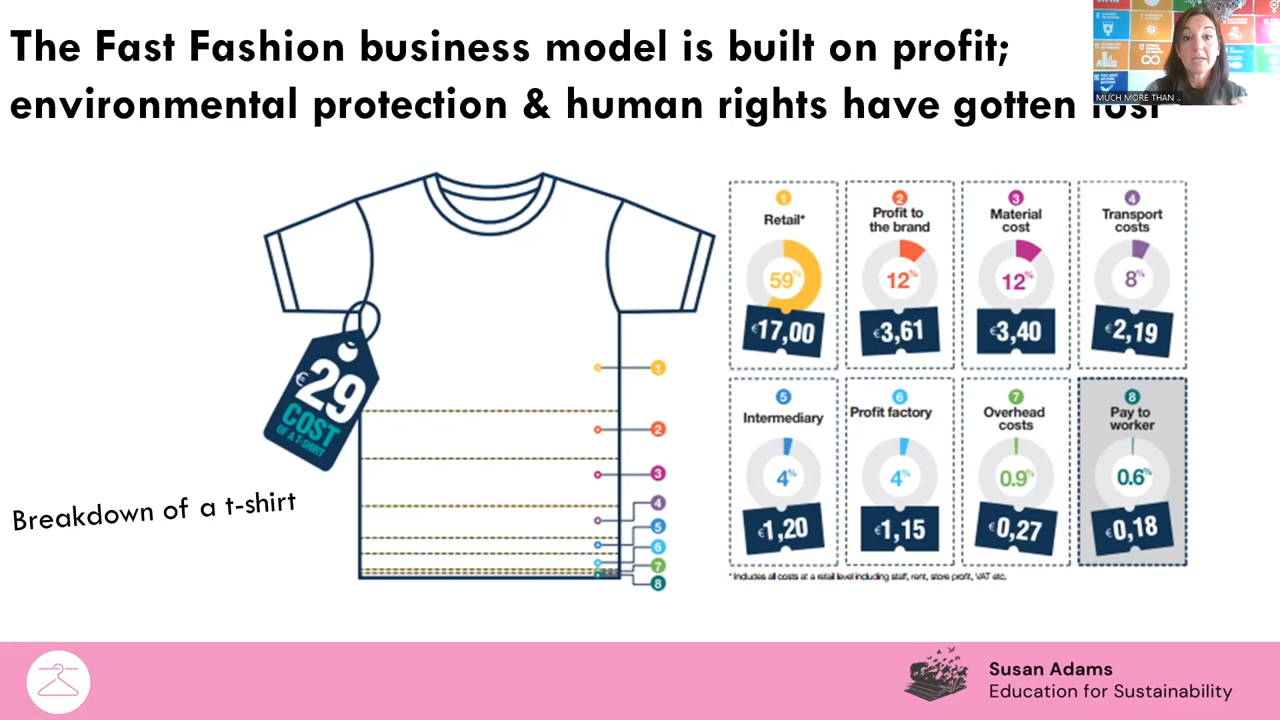 The Fast Fashion business model is built on profit;
environmental protection & human rights have gotten lost
MUCH MORE THAN ..
€29
COST
OF A T-SHIRT
Breakdown of a t-shirt
1
2
3
4
5
6
7
8
1
Retail*
59%
€17,00
2
Profit to
the brand
12%
€3,61
3
Material
cost
12%
€3,40
4
Transport
costs
8%
€2,19
5
Intermediary
4%
€1,20
6
Profit factory
4%
€1,15
7
Overhead
costs
0.9%
€0,27
8
Pay to
worker
0.6%
€0,18
* Includes all costs at a retail level including staff, rent, store profit, VAT etc.
Susan Adams
Education for Sustainability